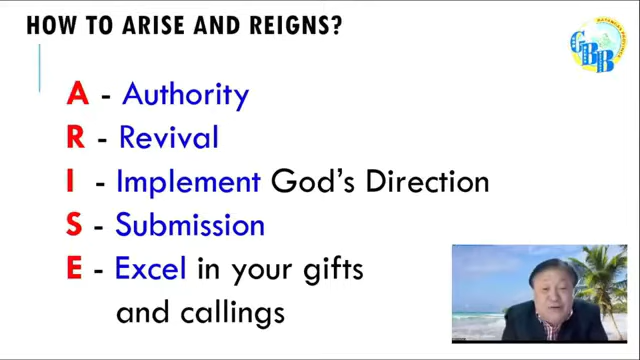 HOW TO ARISE AND REIGNS?
GBB
A - Authority
R - Revival
I - Implement God's Direction
S - Submission
E - Excel in your gifts
and callings